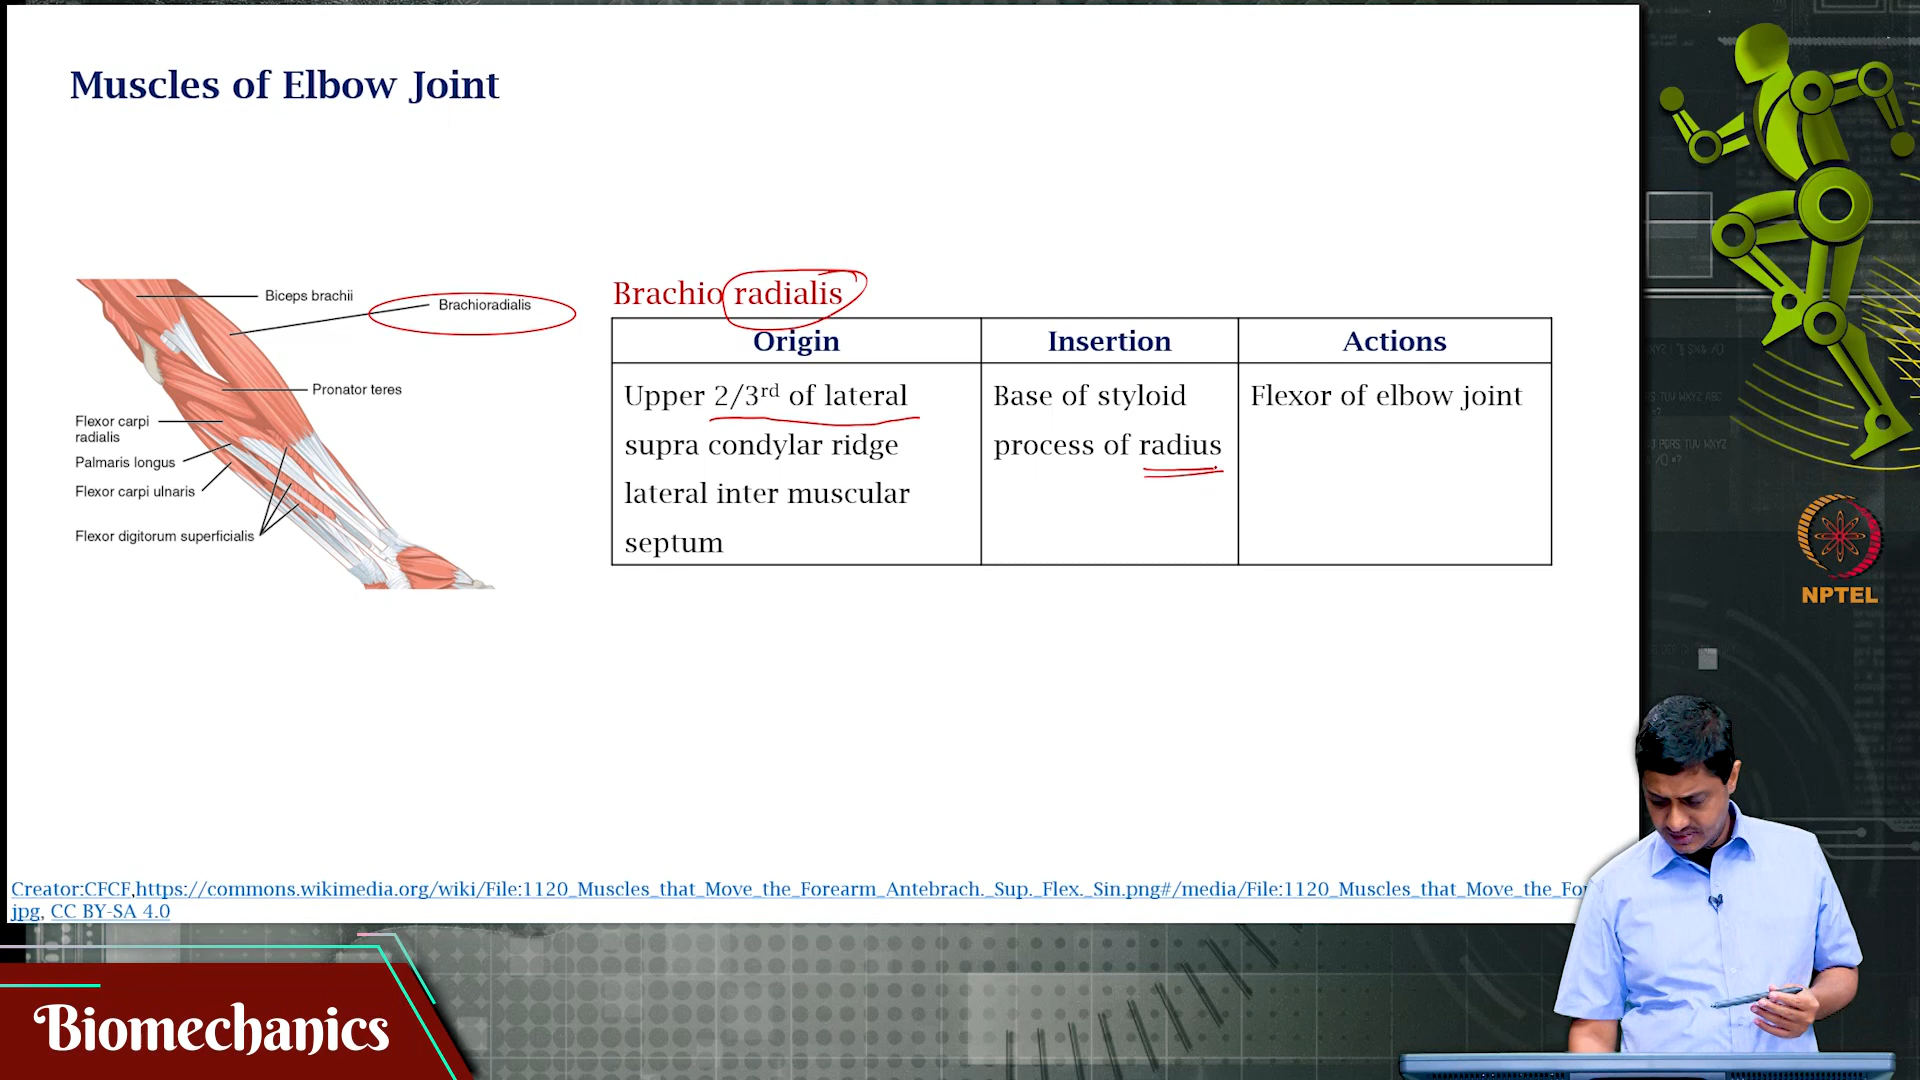 Muscles of Elbow Joint
Biceps brachii
Brachioradialis
Pronator teres
Flexor carpi
radialis
Palmaris longus
Flexor carpi ulnaris
Flexor digitorum superficialis
Brachio radialis
Origin Insertion Actions
Upper 2/3rd of lateral
supra condylar ridge
lateral inter muscular
septum
Base of styloid
process of radius
Flexor of elbow joint
Creator:CFCF,https://commons.wikimedia.org/wiki/File:1120_Muscles_that_Move_the_Forearm_Antebrach._Sup._Flex._Sin.png#/media/File:1120_Muscles_that_Move_the_For
jpg, CC BY-SA 4.0
NPTEL
Biomechanics